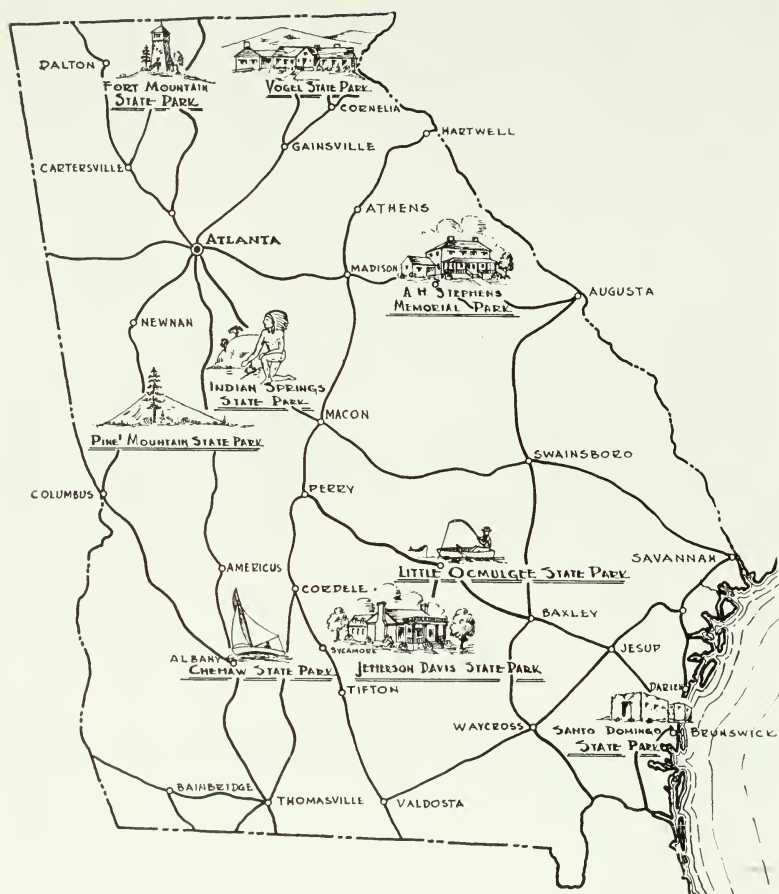 DALTON
FORT MOUNTAIN
STATE PARK
VOGEL STATE PARK
CORNELIA
HARTWELL
GAINSVILLE
CARTERSVILLE
ATHENS
ATLANTA
MADISON
A H STEPHENS
MEMORIAL PARK
AUGUSTA
NEWNAN
INDIAN SPRINGS
STATE PARK
MACON
PINE MOUNTAIN STATE PARK
SWAINSBORO
COLUMBUS
PERRY
SAVANNAH
LITTLE OCMULGEE STATE PARK
AMERICUS
CORDELE
BAXLEY
SYCAMORE
JESUP
ALBANY
CHEHAW STATE PARK
JEFFERSON DAVIS STATE PARK
TIFTON
DARIEN
WAYCROSS
SANTO DOMINGO
STATE PARK
BRUNSWICK
BAINBRIDGE
THOMASVILLE
VALDOSTA